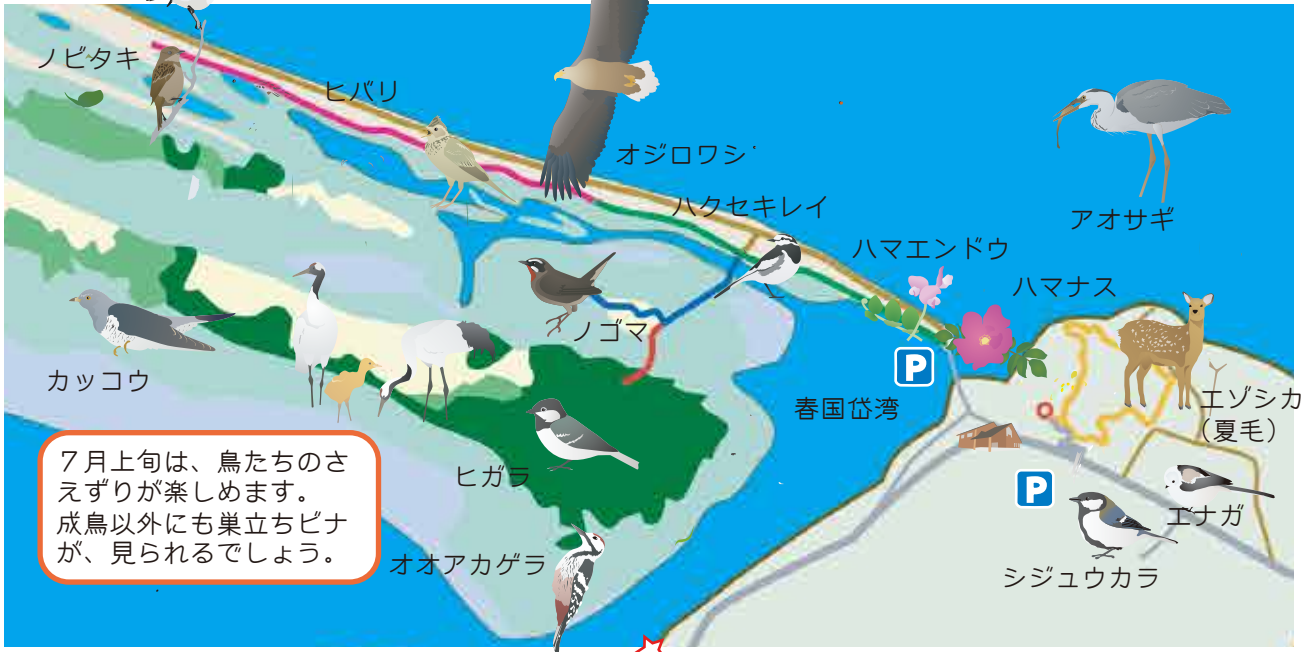 ノビタキ
ヒバリ
オジロワシ
ハクセキレイ
アオサギ
ハマエンドウ
ハマナス
ノゴマ
カッコウ
P
春国岱湾
エゾシカ
(夏毛)
7月上旬は、鳥たちのさ
えずりが楽しめます。
成鳥以外にも巣立ちビナ
が、見られるでしょう。
ヒガラ
P
エナガ
オオアカゲラ
シジュウカラ